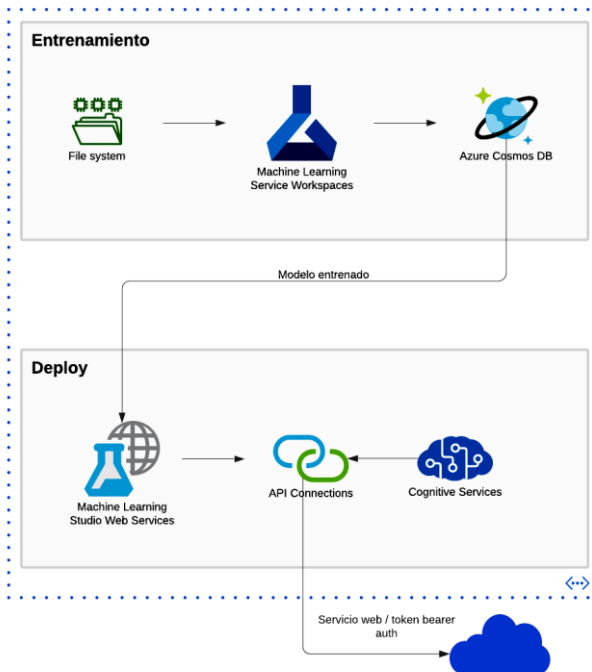 Entrenamiento
File system
Machine Learning
Service Workspaces
Azure Cosmos DB
Modelo entrenado
Deploy
Machine Learning
Studio Web Services
API Connections
Cognitive Services
Servicio web / token bearer
auth